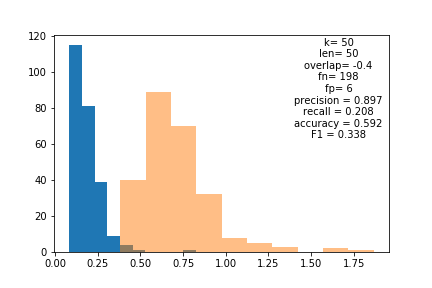 k= 50
len= 50
overlap= -0.4
fn= 198
fp= 6
precision = 0.897
recall = 0.208
accuracy = 0.592
F1 = 0.338
120
100
80
60
40
20
0
0.00 0.25 0.50 0.75 1.00 1.25 1.50 1.75